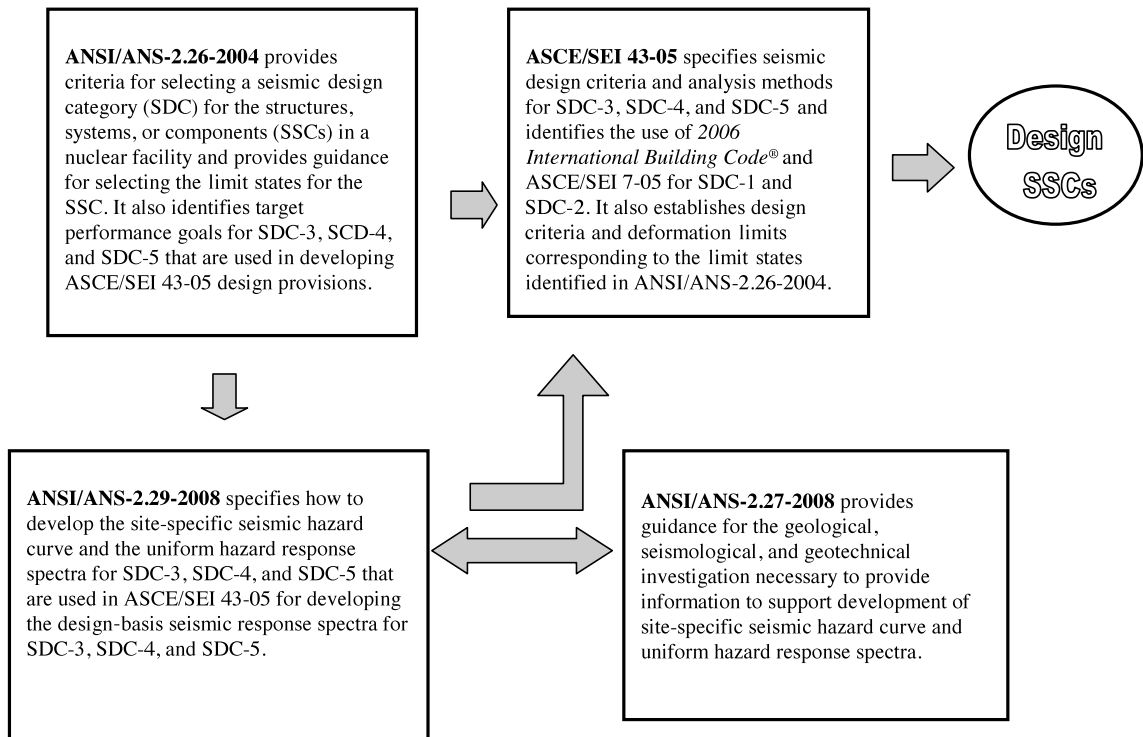 ANSI/ANS-2.26-2004 provides
criteria for selecting a seismic design
category (SDC) for the structures,
systems, or components (SSCs) in a
nuclear facility and provides guidance
for selecting the limit states for the
SSC. It also identifies target
performance goals for SDC-3, SCD-4,
and SDC-5 that are used in developing
ASCE/SEI 43-05 design provisions.
ASCE/SEI 43-05 specifies seismic
design criteria and analysis methods
for SDC-3, SDC-4, and SDC-5 and
identifies the use of 2006
International Building Code® and
ASCE/SEI 7-05 for SDC-1 and
SDC-2. It also establishes design
criteria and deformation limits
corresponding to the limit states
identified in ANSI/ANS-2.26-2004.
Design
SSCs
ANSI/ANS-2.29-2008 specifies how to
develop the site-specific seismic hazard
curve and the uniform hazard response
spectra for SDC-3, SDC-4, and SDC-5 that
are used in ASCE/SEI 43-05 for developing
the design-basis seismic response spectra for
SDC-3, SDC-4, and SDC-5.
ANSI/ANS-2.27-2008 provides
guidance for the geological,
seismological, and geotechnical
investigation necessary to provide
information to support development of
site-specific seismic hazard curve and
uniform hazard response spectra.